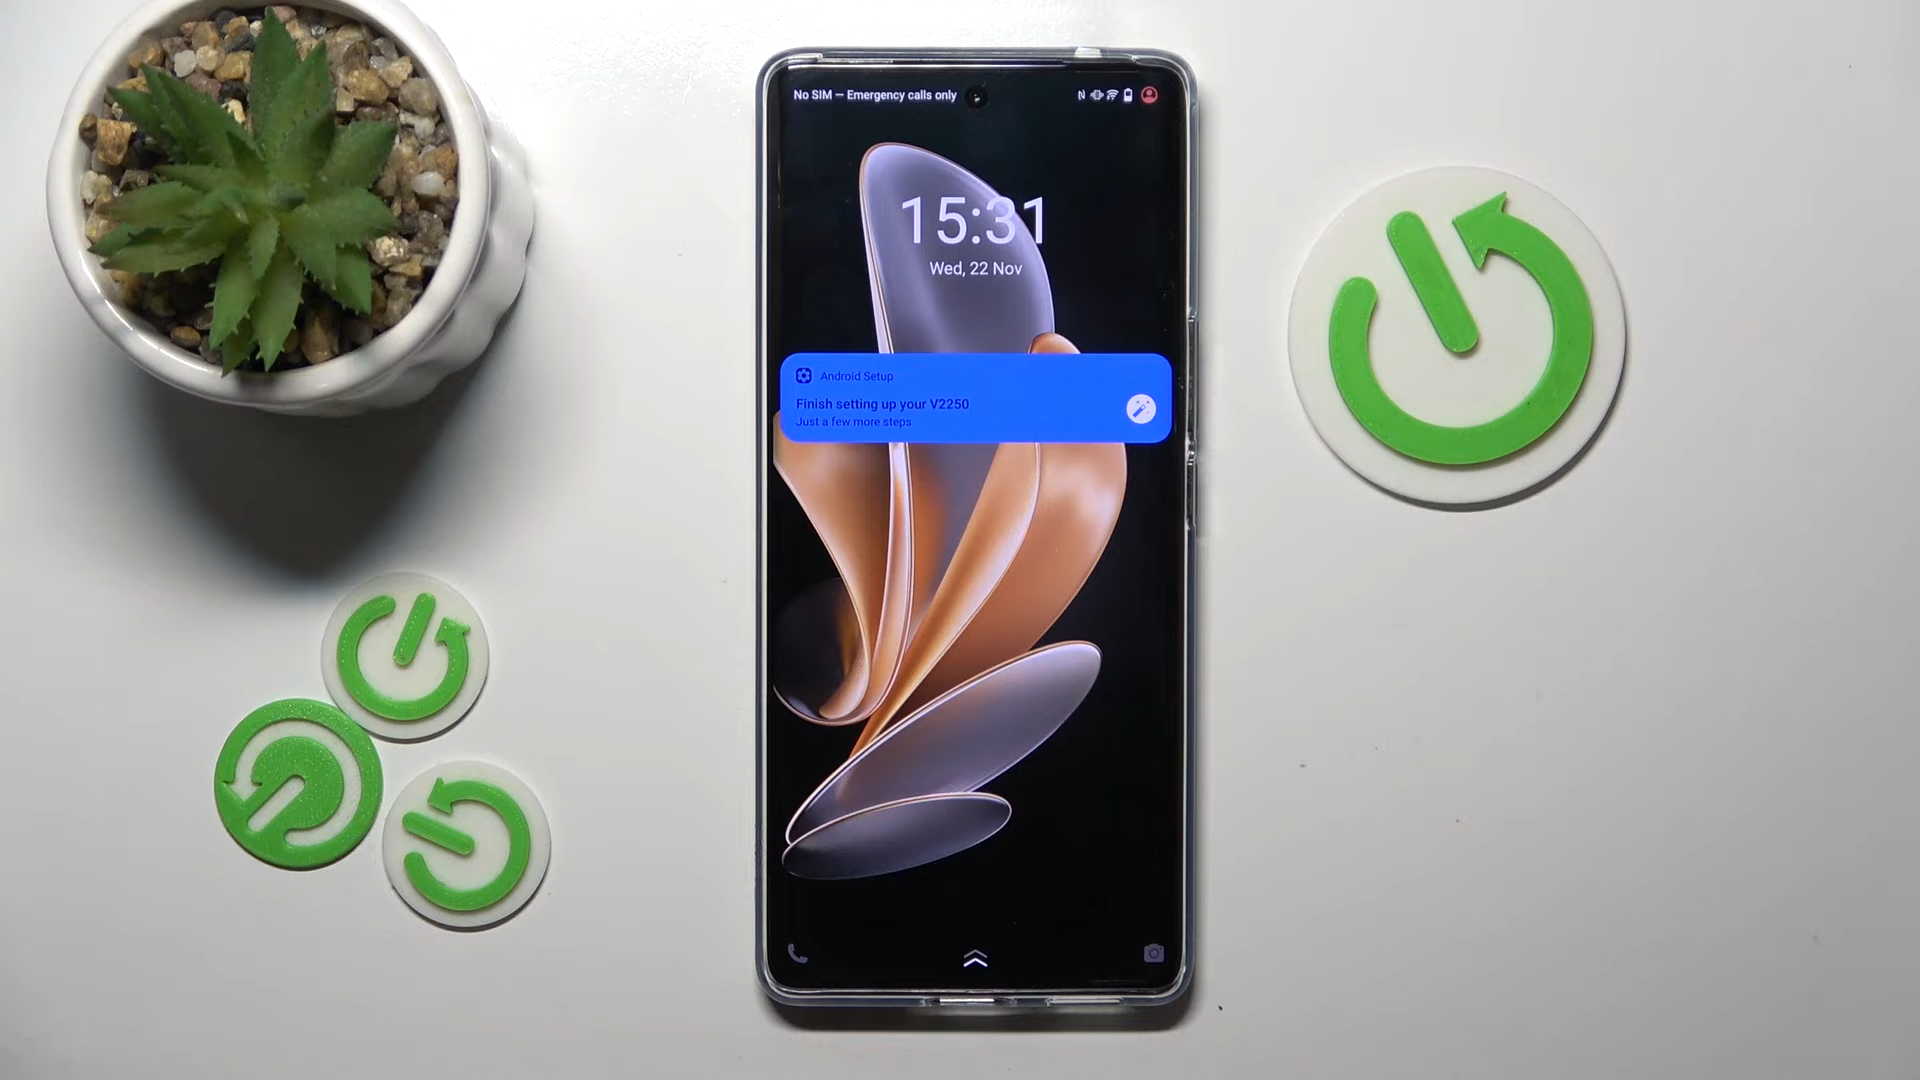 No SIM — Emergency calls only
15:31
Wed, 22 Nov
Android Setup
Finish setting up your V2250
Just a few more steps